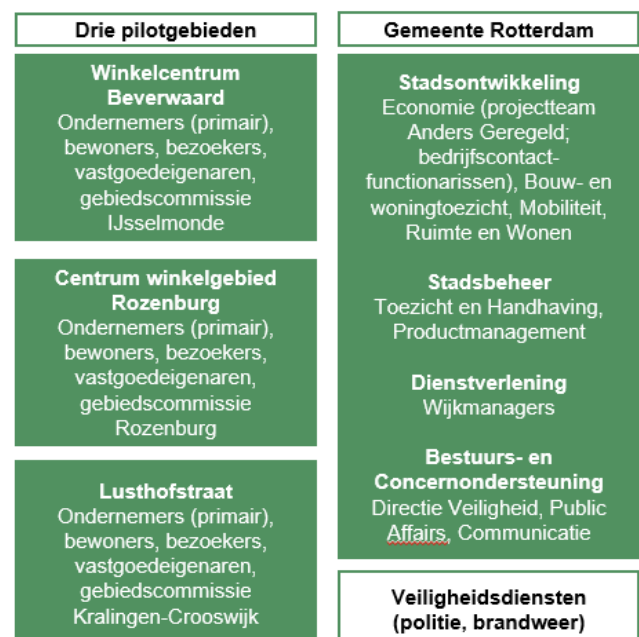 Drie pilotgebieden
Winkelcentrum
Beverwaard
Ondernemers (primair),
bewoners, bezoekers,
vastgoedeigenaren,
gebiedscommissie
IJsselmonde
Centrum winkelgebied
Rozenburg
Ondernemers (primair),
bewoners, bezoekers,
vastgoedeigenaren,
gebiedscommissie
Rozenburg
Lusthofstraat
Ondernemers (primair),
bewoners, bezoekers,
vastgoedeigenaren,
gebiedscommissie
Kralingen-Crooswijk
Gemeente Rotterdam
Stadsontwikkeling
Economie (projectteam
Anders Geregeld;
bedrijfscontact-
functionarissen), Bouw- en
woningtoezicht, Mobiliteit,
Ruimte en Wonen
Stadsbeheer
Toezicht en Handhaving,
Productmanagement
Dienstverlening
Wijkmanagers
Bestuurs- en
Concernondersteuning
Directie Veiligheid, Public
Affairs, Communicatie
Veiligheidsdiensten
(politie, brandweer)